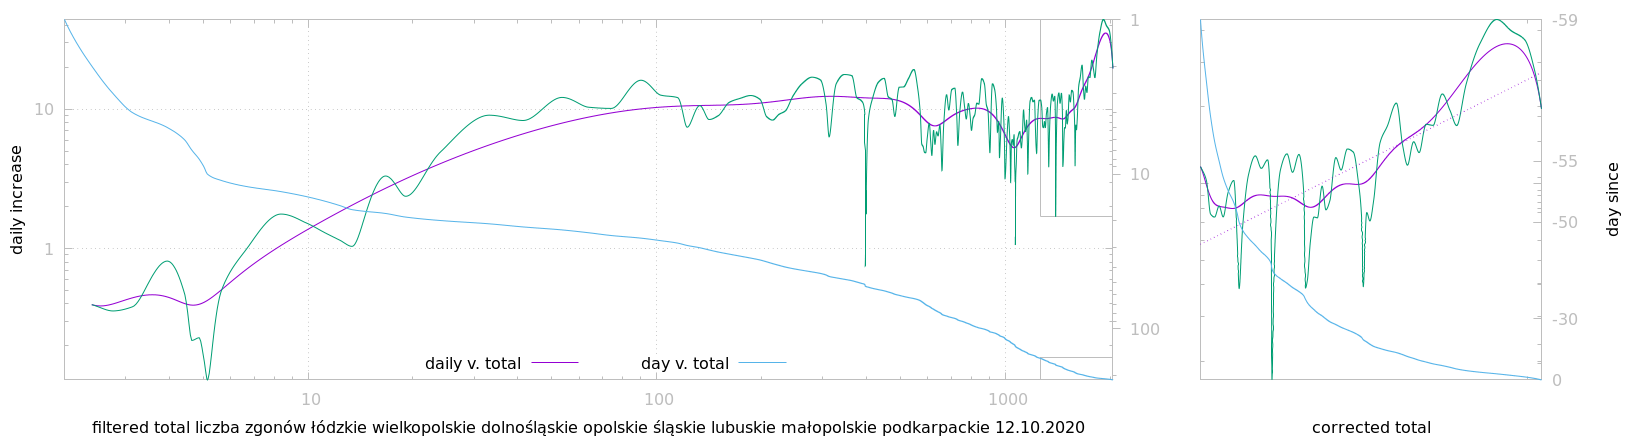 daily increase
10
1
daily v. total
day v. total
10
100
1000
1
10
100
filtered total liczba zgonów łódzkie wielkopolskie dolnośląskie opolskie śląskie lubuskie małopolskie podkarpackie 12.10.2020
-59
-55
-50
-30
0
day since
corrected total